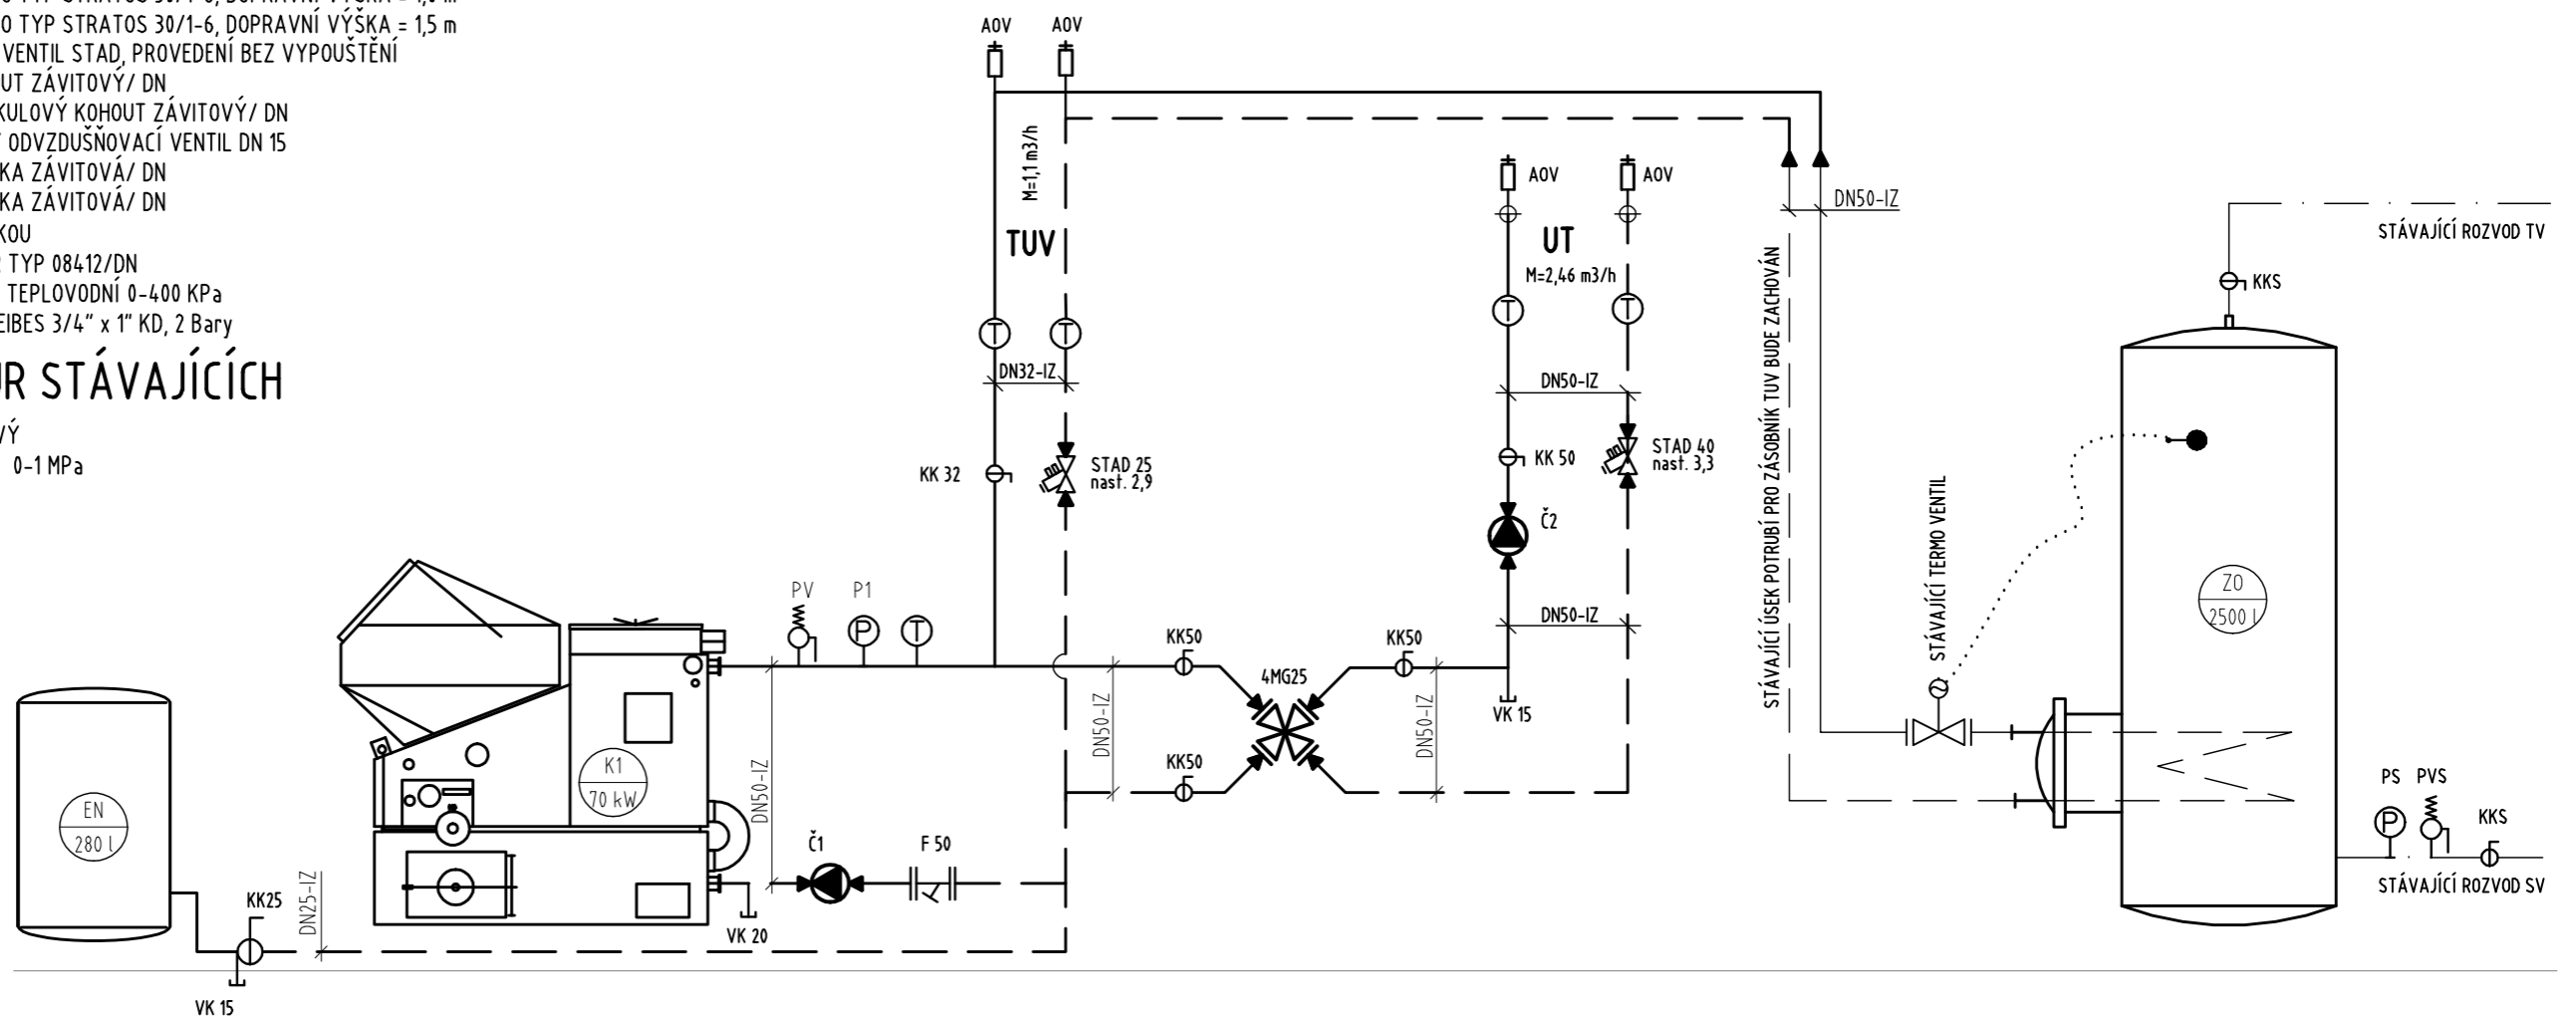 O TYP STRATOS 30/1-6, DOPRAVNÍ VÝŠKA = 1,5 m
VENTIL STAD, PROVEDENÍ BEZ VYPOUŠTĚNÍ
UT ZÁVITOVÝ/ DN
KULOVÝ KOHOUT ZÁVITOVÝ/ DN
ODVZDUŠŇOVACÍ VENTIL DN 15
KA ZÁVITOVÁ/ DN
KA ZÁVITOVÁ/ DN
KOU
TYP 08412/DN
TEPLOVODNÍ 0-400 KPa
EIBES 3/4" x 1" KD, 2 Bary
STÁVAJÍCÍCH
VÝ
0-1 MPa
AOV
AOV
M=1,1 m3/h
TUV
T
T
DN32-IZ
KK 32
STAD 25
nast. 2,9
AOV
AOV
UT
M=2,46 m3/h
T
T
DN50-IZ
KK 50
STAD 40
nast. 3,3
Č2
DN50-IZ
DN50-IZ
STÁVAJÍCÍ ÚSEK POTRUBÍ PRO ZÁSOBNÍK TUV BUDE ZACHOVÁN
STÁVAJÍCÍ TERMO VENTIL
STÁVAJÍCÍ ROZVOD TV
KKS
ZO
2500 l
PS
PVS
KKS
P
STÁVAJÍCÍ ROZVOD SV
PV
P1
P
T
KK50
KK50
4MG25
VK 15
DN50-IZ
DN50-IZ
DN50-IZ
KK50
K1
70 kW
Č1
F 50
VK 20
EN
280 l
KK25
DN25-IZ
VK 15